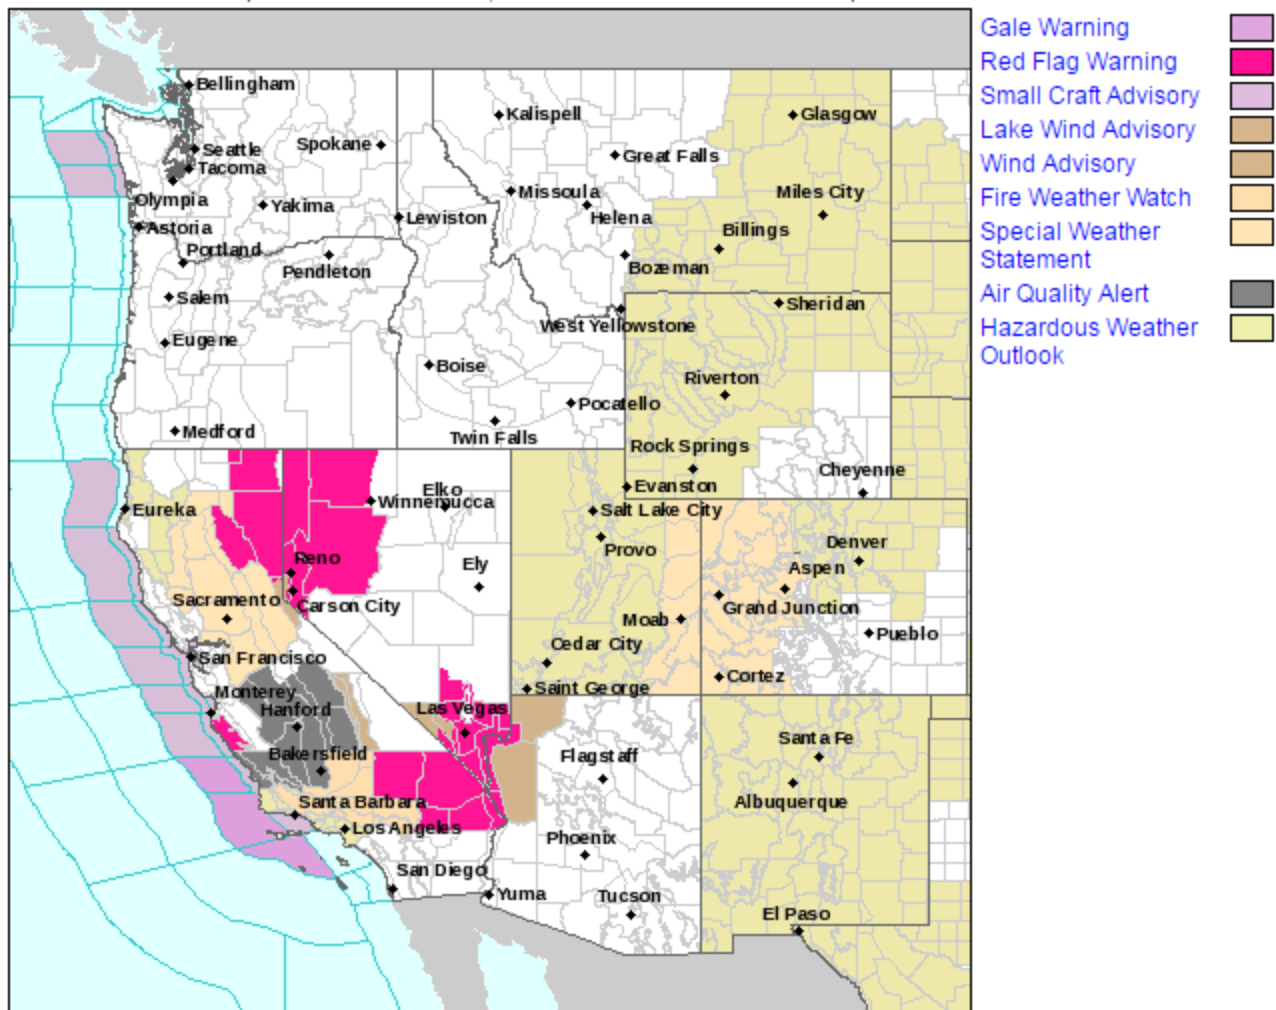 Gale Warning
Red Flag Warning
Small Craft Advisory
Lake Wind Advisory
Wind Advisory
Fire Weather Watch
Special Weather
Statement
Air Quality Alert
Hazardous Weather
Outlook
Bellingham
Kalispell
Glasgow
Seattle
Spokane
Great Falls
Tacoma
Olympia
Yakima
Missoula
Miles City
Astoria
Lewiston
Helena
Billings
Portland
Pendleton
Bozeman
Salem
Sheridan
West Yellowstone
Eugene
Boise
Riverton
Pocatello
Medford
Twin Falls
Rock Springs
Cheyenne
Elko
Evanston
Winnemucca
Eureka
Salt Lake City
Provo
Denver
Reno
Ely
Aspen
Sacramento
Carson City
Grand Junction
Moab
Pueblo
Cedar City
San Francisco
Cortez
Saint George
Monterey
Hanford
Las Vegas
Santa Fe
Bakersfield
Flagstaff
Santa Barbara
Albuquerque
Los Angeles
Phoenix
San Diego
Yuma
Tucson
El Paso